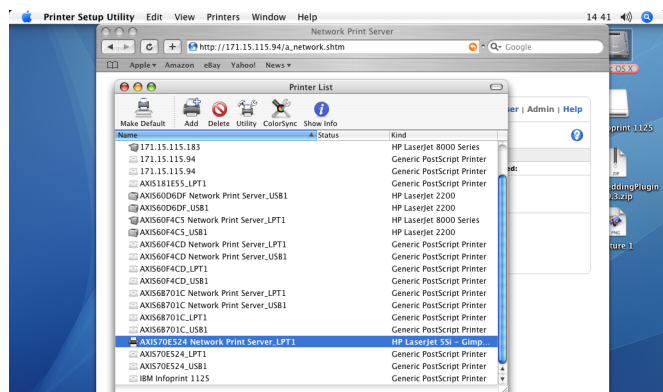 Printer Setup Utility Edit View Printers Window Help 14 41
Network Print Server
http://171.15.115.94/a_network.shtm Google
Apple Amazon eBay Yahoo! News
Printer List
Make Default Add Delete Utility ColorSync Show Info
Name Status Kind
171.15.115.183 HP LaserJet 8000 Series
171.15.115.94 Generic PostScript Printer
171.15.115.94 Generic PostScript Printer
AXIS181E55_LPT1 Generic PostScript Printer
AXIS60D6DF Network Print Server_USB1 HP LaserJet 2200
AXIS60D6DF_USB1 HP LaserJet 2200
AXIS60F4C5 Network Print Server_LPT1 HP LaserJet 8000 Series
AXIS60F4C5_USB1 HP LaserJet 2200
AXIS60F4CD Network Print Server_LPT1 Generic PostScript Printer
AXIS60F4CD Network Print Server_USB1 Generic PostScript Printer
AXIS60F4CD_LPT1 Generic PostScript Printer
AXIS60F4CD_USB1 Generic PostScript Printer
AXIS6B701C Network Print Server_LPT1 Generic PostScript Printer
AXIS6B701C Network Print Server_USB1 Generic PostScript Printer
AXIS6B701C_LPT1 Generic PostScript Printer
AXIS6B701C_USB1 Generic PostScript Printer
AXIS70E524 Network Print Server_LPT1 HP LaserJet 5Si - Gimp...
AXIS70E524_LPT1 Generic PostScript Printer
AXIS70E524_USB1 Generic PostScript Printer
IBM Infoprint 1125 Generic PostScript Printer
ser | Admin | Help
?
ed:
OS X
oprint 1125
ZIP
eddingPlugin
.3.zip
PNG
ture 1